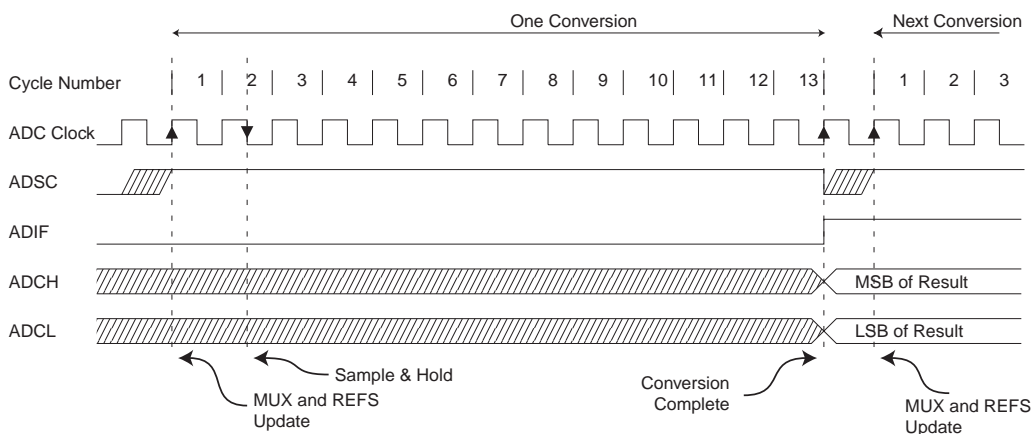 One Conversion Next Conversion
Cycle Number 1 2 3 4 5 6 7 8 9 10 11 12 13 1 2 3
ADC Clock
ADSC
ADIF
ADCH MSB of Result
ADCL LSB of Result
Sample & Hold
MUX and REFS
Update
Conversion
Complete
MUX and REFS
Update